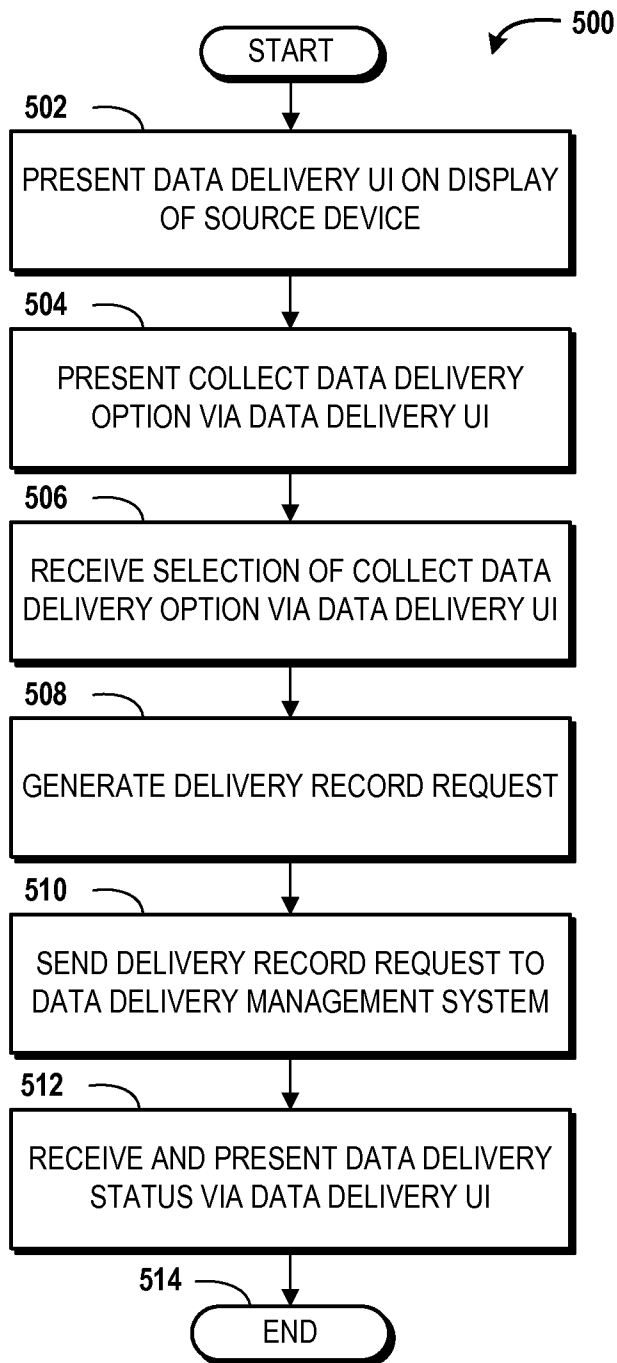 500
START
502
PRESENT DATA DELIVERY UI ON DISPLAY
OF SOURCE DEVICE
504
PRESENT COLLECT DATA DELIVERY
OPTION VIA DATA DELIVERY UI
506
RECEIVE SELECTION OF COLLECT DATA
DELIVERY OPTION VIA DATA DELIVERY UI
508
GENERATE DELIVERY RECORD REQUEST
510
SEND DELIVERY RECORD REQUEST TO
DATA DELIVERY MANAGEMENT SYSTEM
512
RECEIVE AND PRESENT DATA DELIVERY
STATUS VIA DATA DELIVERY UI
514
END